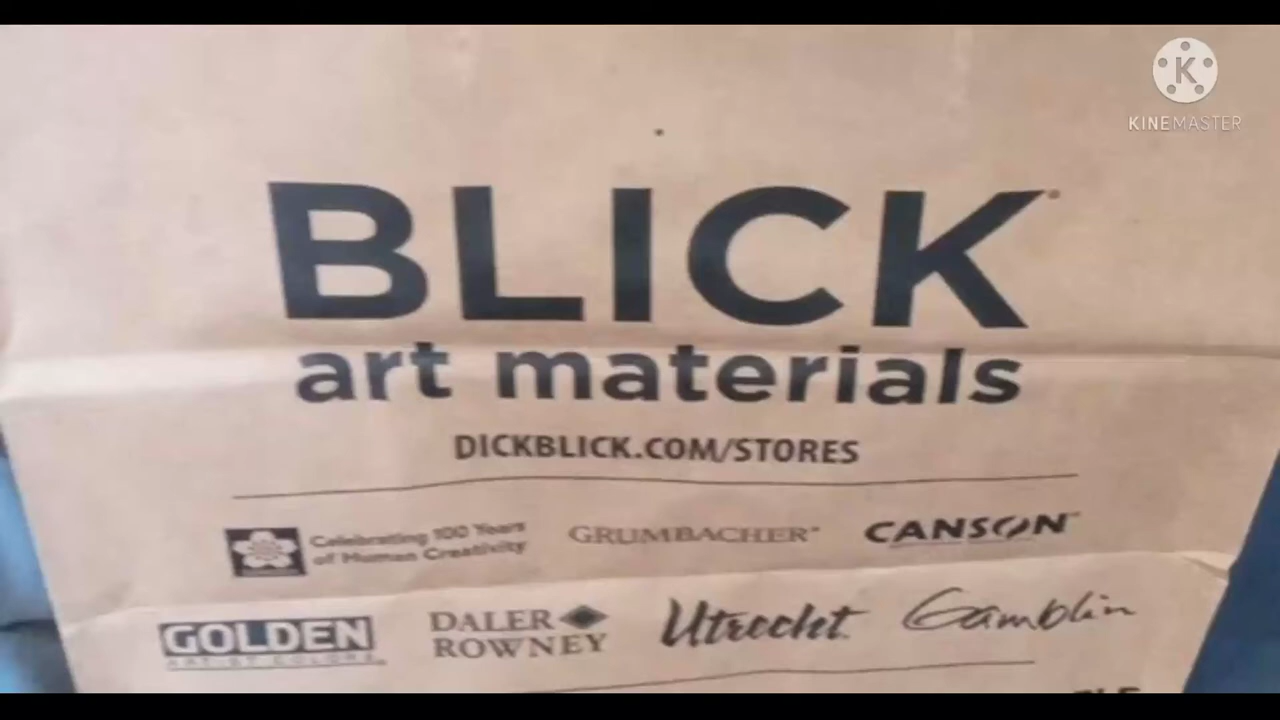 KINEMASTER
BLICK
art materials
DICKBLICK.COM/STORES
Celebrating 100 Years
of Human Creativity
GRUMBACHER
CANSON
GOLDEN
DALER
ROWNEY
Utrecht
Gamblin